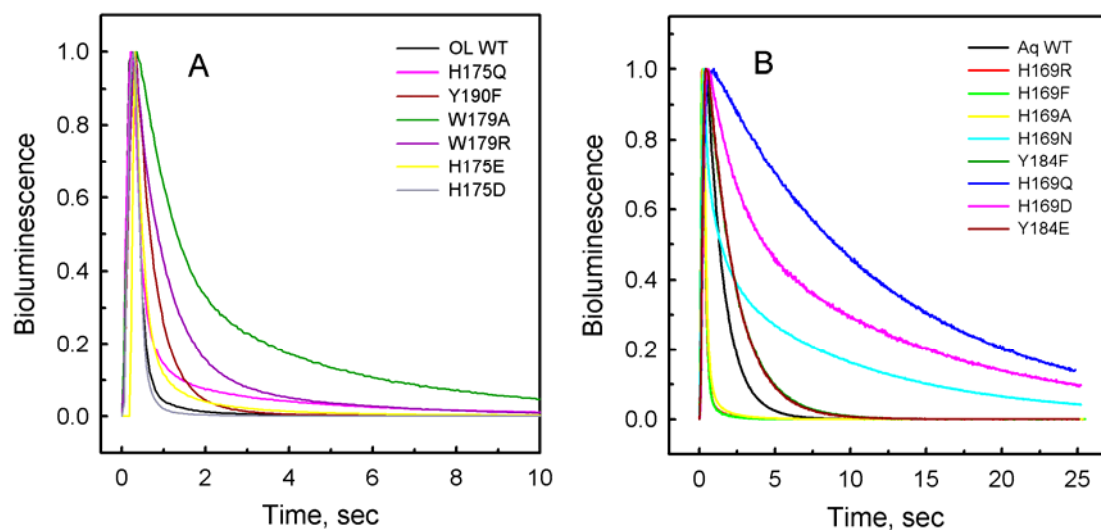 A
OL WT
H175Q
Y190F
W179A
W179R
H175E
H175D
Bioluminescence
1.0
0.8
0.6
0.4
0.2
0.0
0 2 4 6 8 10
Time, sec
B
Aq WT
H169R
H169F
H169A
H169N
Y184F
H169Q
H169D
Y184E
Bioluminescence
1.0
0.8
0.6
0.4
0.2
0.0
0 5 10 15 20 25
Time, sec